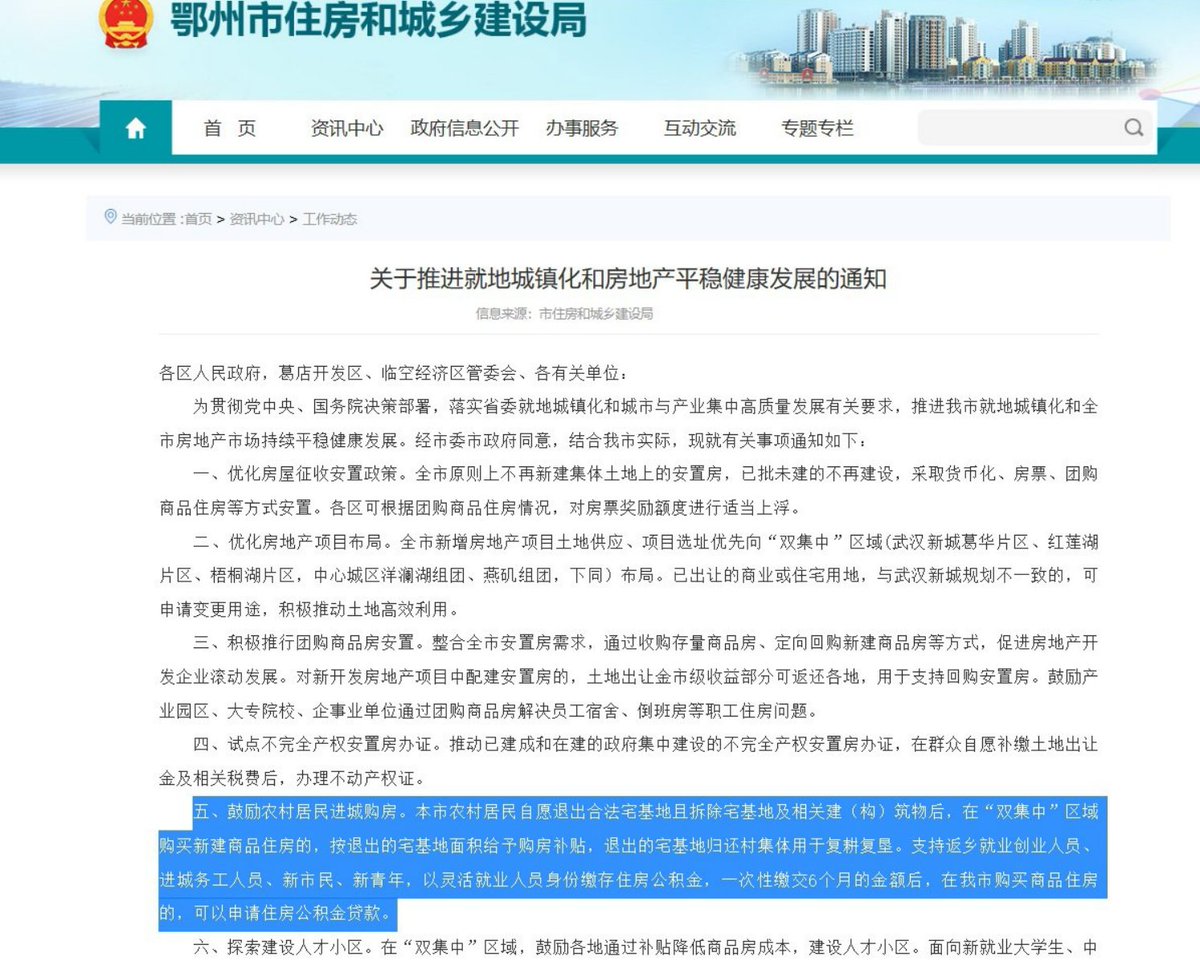 鄂州市住房和城乡建设局
首 页 资讯中心 政府信息公开 办事服务 互动交流 专题专栏
当前位置 :首页 > 资讯中心 > 工作动态
关于推进就地城镇化和房地产平稳健康发展的通知
信息来源：市住房和城乡建设局
各区人民政府，葛店开发区、临空经济区管委会、各有关单位：
为贯彻党中央、国务院决策部署，落实省委就地城镇化和城市与产业集中高质量发展有关要求，推进我市就地城镇化和全
市房地产市场持续平稳健康发展。经市委市政府同意，结合我市实际，现就有关事项通知如下：
一、优化房屋征收安置政策。全市原则上不再新建集体土地上的安置房，已批未建的不再建设，采取货币化、房票、团购
商品住房等方式安置。各区可根据团购商品住房情况，对房票奖励额度进行适当上浮。
二、优化房地产项目布局。全市新增房地产项目土地供应、项目选址优先向“双集中”区域(武汉新城葛华片区、红莲湖
片区、梧桐湖片区，中心城区洋澜湖组团、燕矶组团，下同）布局。已出让的商业或住宅用地，与武汉新城规划不一致的，可
申请变更用途，积极推动土地高效利用。
三、积极推行团购商品房安置。整合全市安置房需求，通过收购存量商品房、定向回购新建商品房等方式，促进房地产开
发企业滚动发展。对新开发房地产项目中配建安置房的，土地出让金市级收益部分可返还各地，用于支持回购安置房。鼓励产
业园区、大专院校、企事业单位通过团购商品房解决员工宿舍、倒班房等职工住房问题。
四、试点不完全产权安置房办证。推动已建成和在建的政府集中建设的不完全产权安置房办证，在群众自愿补缴土地出让
金及相关税费后，办理不动产权证。
五、鼓励农村居民进城购房。本市农村居民自愿退出合法宅基地且拆除宅基地及相关建（构）筑物后，在“双集中”区域
购买新建商品住房的，按退出的宅基地面积给予购房补贴，退出的宅基地归还村集体用于复耕复垦。支持返乡就业创业人员、
进城务工人员、新市民、新青年，以灵活就业人员身份缴存住房公积金，一次性缴交6个月的金额后，在我市购买商品住房
的，可以申请住房公积金贷款。
六、探索建设人才小区。在“双集中”区域，鼓励各地通过补贴降低商品房成本，建设人才小区。面向新就业大学生、中